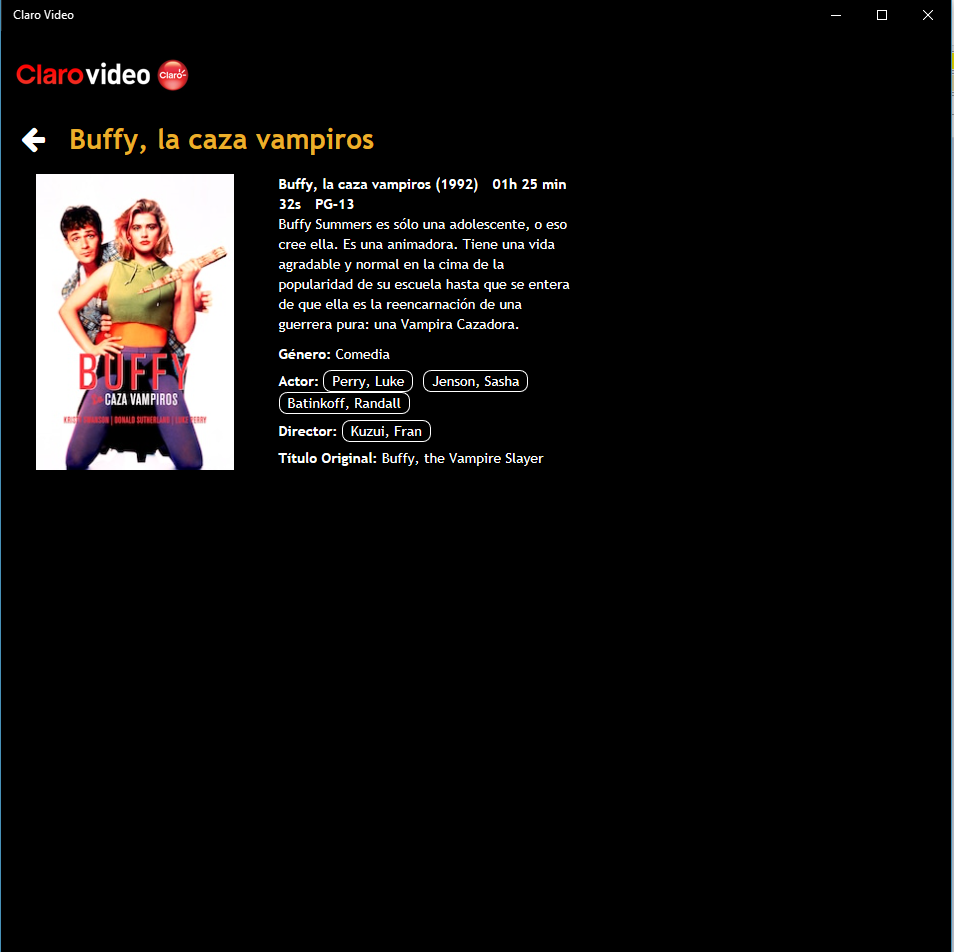 Claro Video
Clarovideo Claro
Buffy, la caza vampiros
Buffy, la caza vampiros (1992) 01h 25 min
32s PG-13
Buffy Summers es sólo una adolescente, o eso
cree ella. Es una animadora. Tiene una vida
agradable y normal en la cima de la
popularidad de su escuela hasta que se entera
de que ella es la reencarnación de una
guerrera pura: una Vampira Cazadora.
Género: Comedia
Actor: Perry, Luke Jenson, Sasha
Batinkoff, Randall
Director: Kuzui, Fran
Título Original: Buffy, the Vampire Slayer
BUFFY
CAZA VAMPIROS
KRISTY SWANSON | DONALD SUTHERLAND | LUKE PERRY